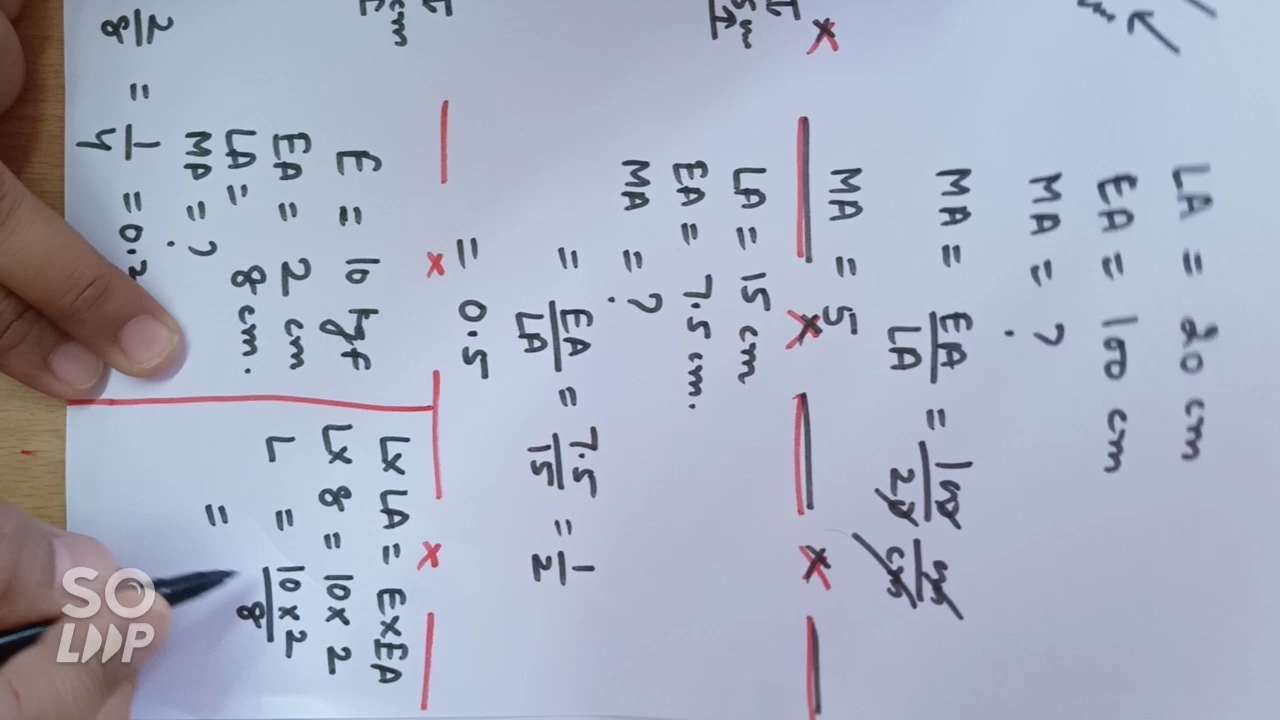 LA = 20 cm
EA = 100 cm
MA = ?
MA = EA/LA = 100 cm/20 cm
MA = 5
LA = 15 cm
EA = 7.5 cm.
MA = ?
= EA/LA = 7.5/15 = 1/2
= 0.5
E = 10 kgf
EA = 2 cm
LA = 8 cm.
MA = ?
2/8 = 1/4 = 0.2
L × LA = E × EA
L × 8 = 10 × 2
L = 10 × 2/8
=
SO
LOOP